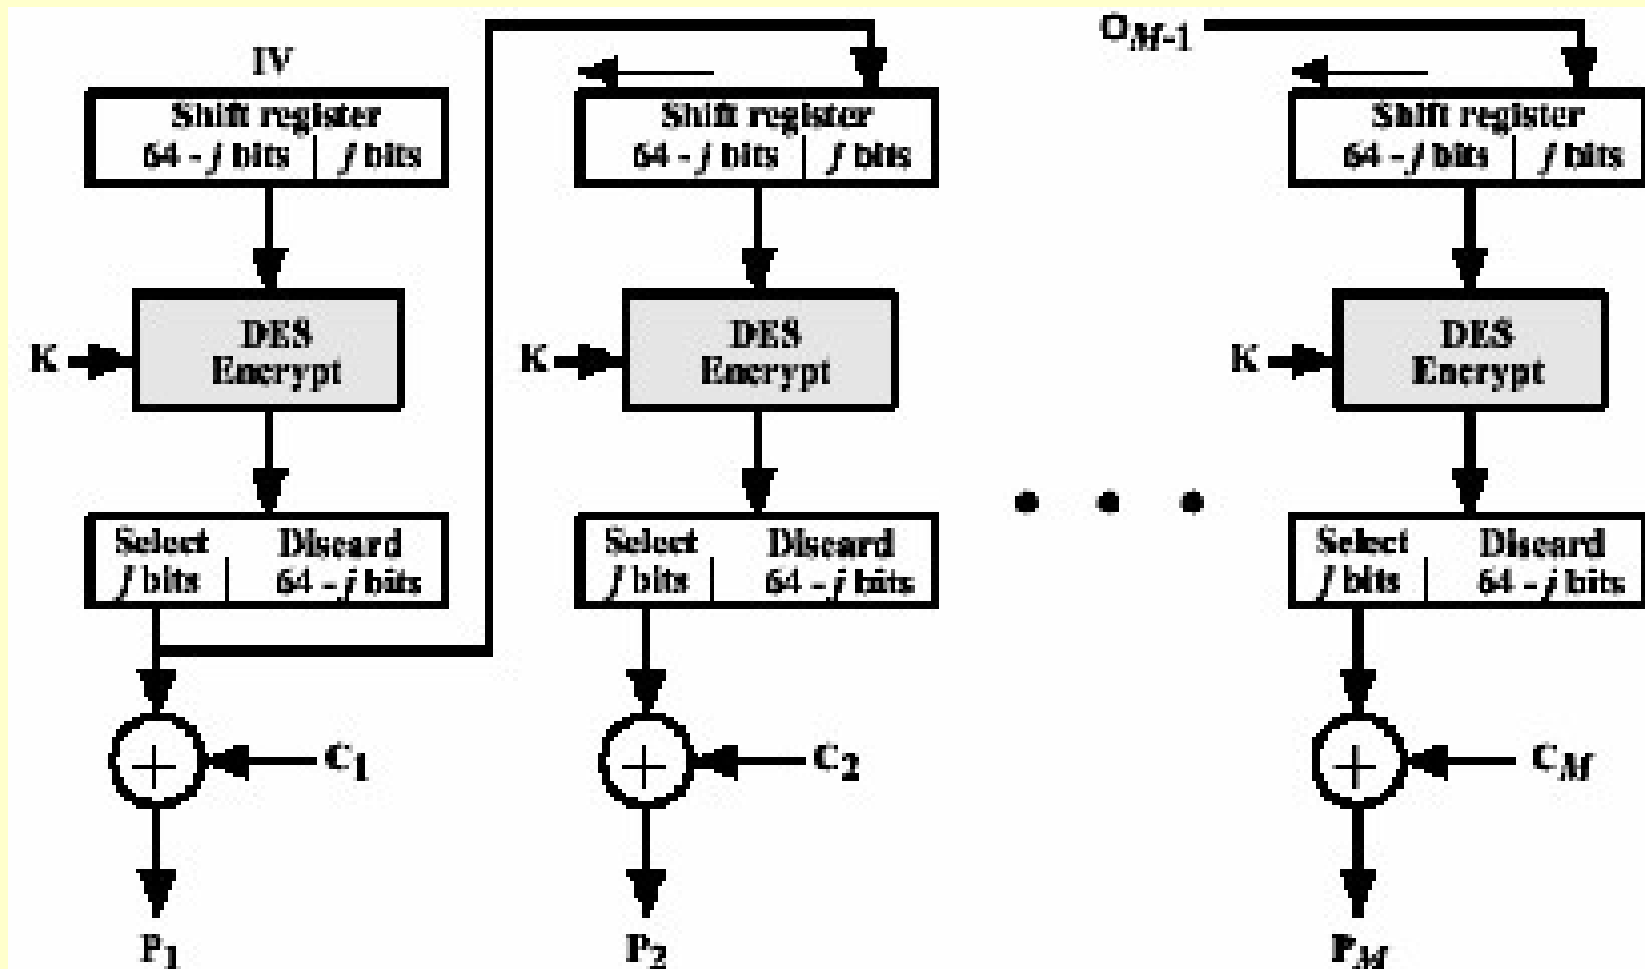 IV
Shift register
64 - j bits | j bits
K
DES
Encrypt
Select
j bits
Discard
64 - j bits
C1
P1
Shift register
64 - j bits | j bits
K
DES
Encrypt
Select
j bits
Discard
64 - j bits
C2
P2
• • •
OM-1
Shift register
64 - j bits | j bits
K
DES
Encrypt
Select
j bits
Discard
64 - j bits
CM
PM